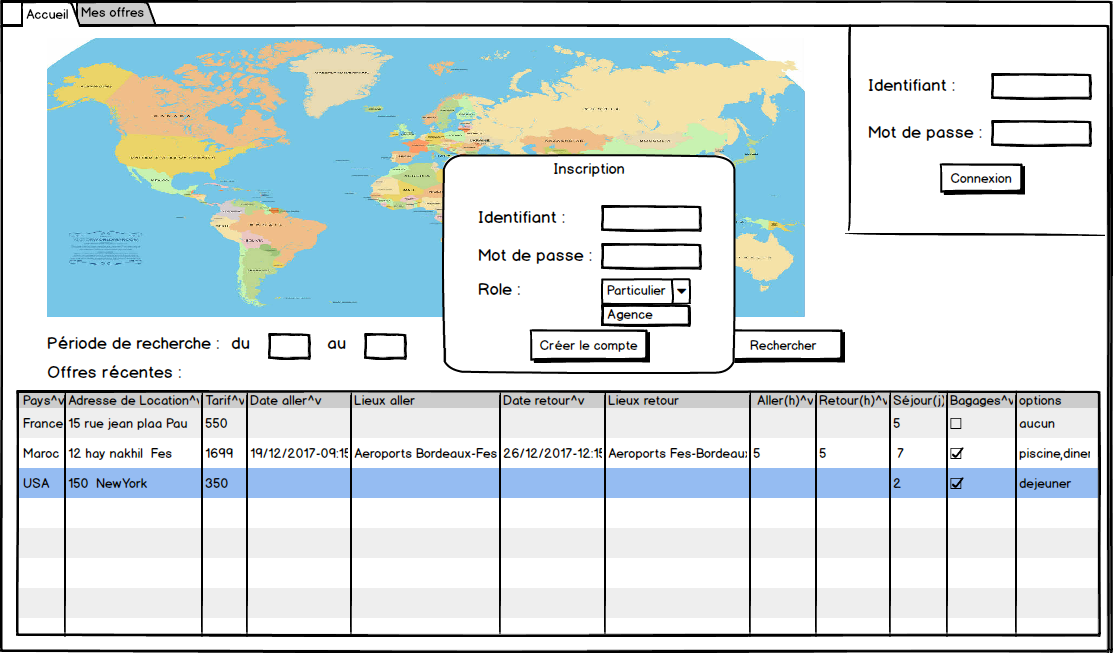 Accueil Mes offres
Identifiant :
Mot de passe :
Connexion
Inscription
Identifiant :
Mot de passe :
Role : Particulier
Agence
Créer le compte
Période de recherche : du au
Rechercher
Offres récentes :
Pays^v Adresse de Location^v Tarif^v Date aller^v Lieux aller Date retour^v Lieux retour Aller(h)^v Retour(h)^v Séjour(j) Bagages^v options
France 15 rue jean plaa Pau 550 5 aucun
Maroc 12 hay nakhil Fes 1699 19/12/2017-09:15 Aeroports Bordeaux-Fes 26/12/2017-12:15 Aeroports Fes-Bordeaux 5 5 7 piscine,diner
USA 150 NewYork 350 2 dejeuner